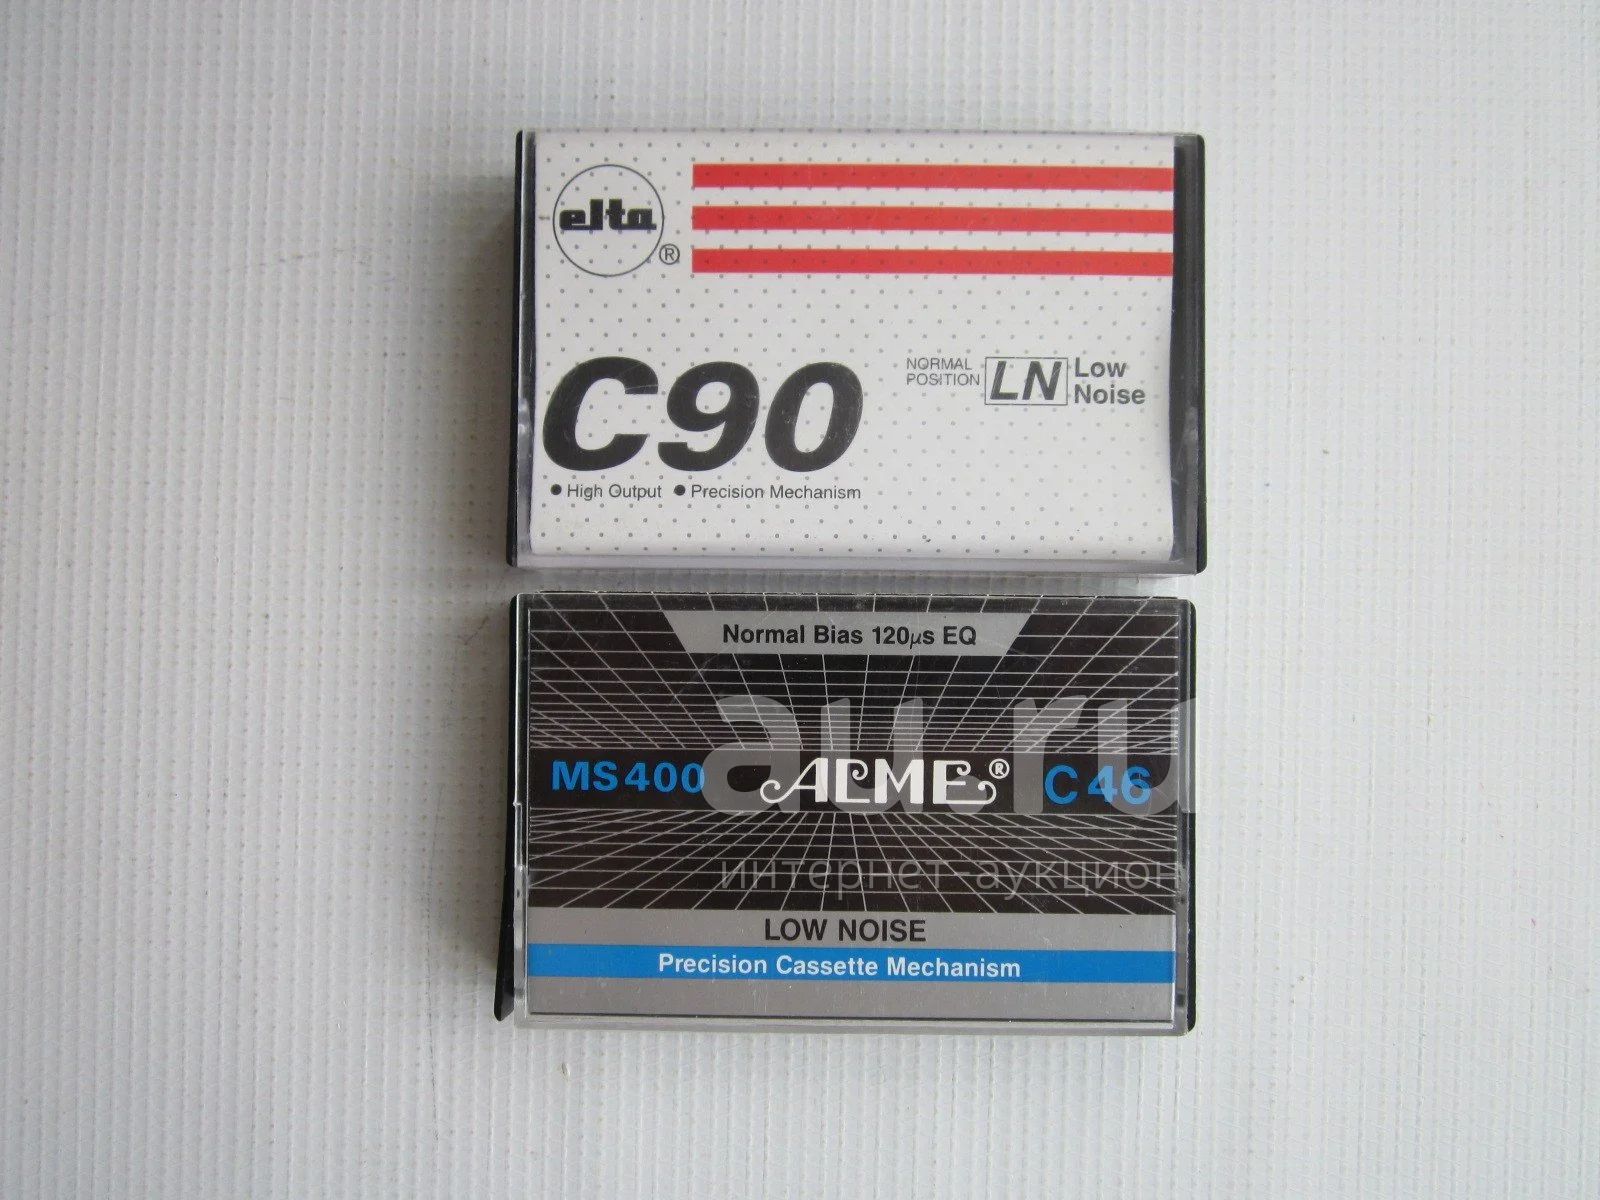 elta ®
C90
NORMAL POSITION LN Low Noise
● High Output ● Precision Mechanism
Normal Bias 120µs EQ
au.ru
MS400 ACME® C46
интернет-аукцион
LOW NOISE
Precision Cassette Mechanism